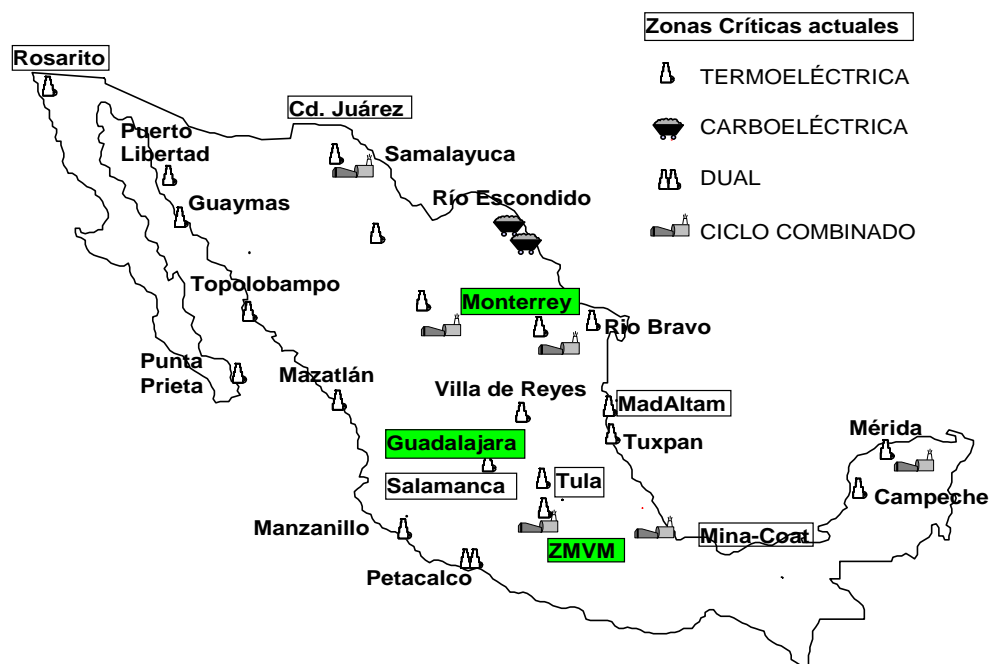 Zonas Críticas actuales
TERMOELÉCTRICA
CARBOELÉCTRICA
DUAL
CICLO COMBINADO
Rosarito
Cd. Juárez
Puerto
Libertad
Samalayuca
Guaymas
Río Escondido
Topolobampo
Monterrey
Rio Bravo
Punta
Prieta
Mazatlán
Villa de Reyes
MadAltam
Guadalajara
Tuxpan
Mérida
Salamanca
Tula
Campeche
Manzanillo
Mina-Coat
ZMVM
Petacalco